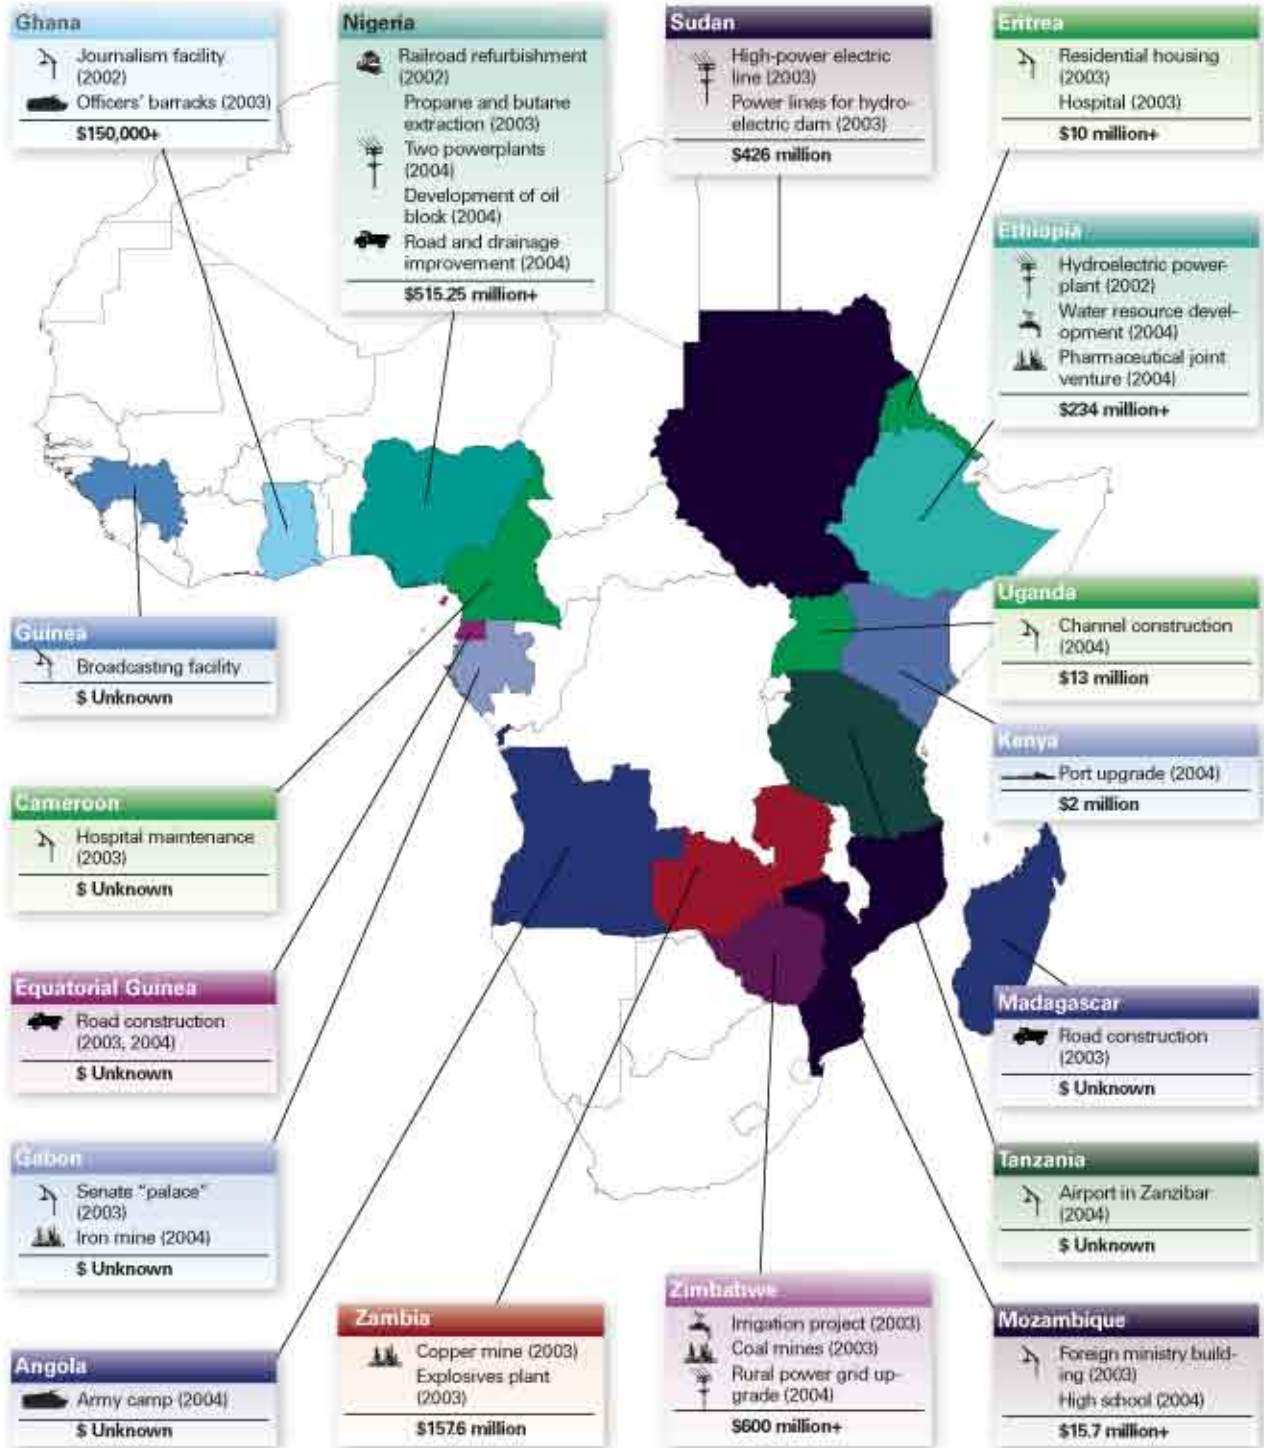 Ghana
Journalism facility
(2002)
Officers' barracks (2003)
$150,000+
Nigeria
Railroad refurbishment
(2002)
Propane and butane
extraction (2003)
Two powerplants
(2004)
Development of oil
block (2004)
Road and drainage
improvement (2004)
$515.25 million+
Sudan
High-power electric
line (2003)
Power lines for hydro-
electric dam (2003)
$426 million
Eritrea
Residential housing
(2003)
Hospital (2003)
$10 million+
Ethiopia
Hydroelectric power-
plant (2002)
Water resource devel-
opment (2004)
Pharmaceutical joint
venture (2004)
$234 million+
Guinea
Broadcasting facility
$ Unknown
Uganda
Channel construction
(2004)
$13 million
Kenya
Port upgrade (2004)
$2 million
Cameroon
Hospital maintenance
(2003)
$ Unknown
Equatorial Guinea
Road construction
(2003, 2004)
$ Unknown
Madagascar
Road construction
(2003)
$ Unknown
Gabon
Senate "palace"
(2003)
Iron mine (2004)
$ Unknown
Tanzania
Airport in Zanzibar
(2004)
$ Unknown
Angola
Army camp (2004)
$ Unknown
Zambia
Copper mine (2003)
Explosives plant
(2003)
$157.6 million
Zimbabwe
Irrigation project (2003)
Coal mines (2003)
Rural power grid up-
grade (2004)
$600 million+
Mozambique
Foreign ministry build-
ing (2003)
High school (2004)
$15.7 million+